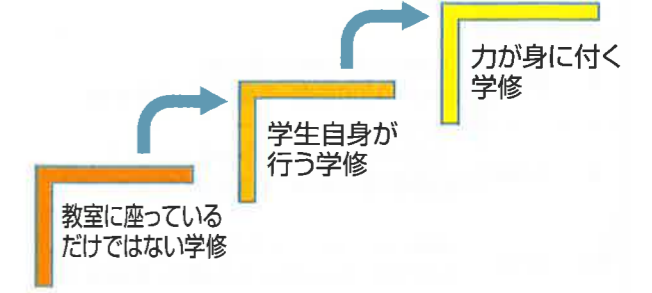 力が身に付く
学修
学生自身が
行う学修
教室に座っている
だけではない学修